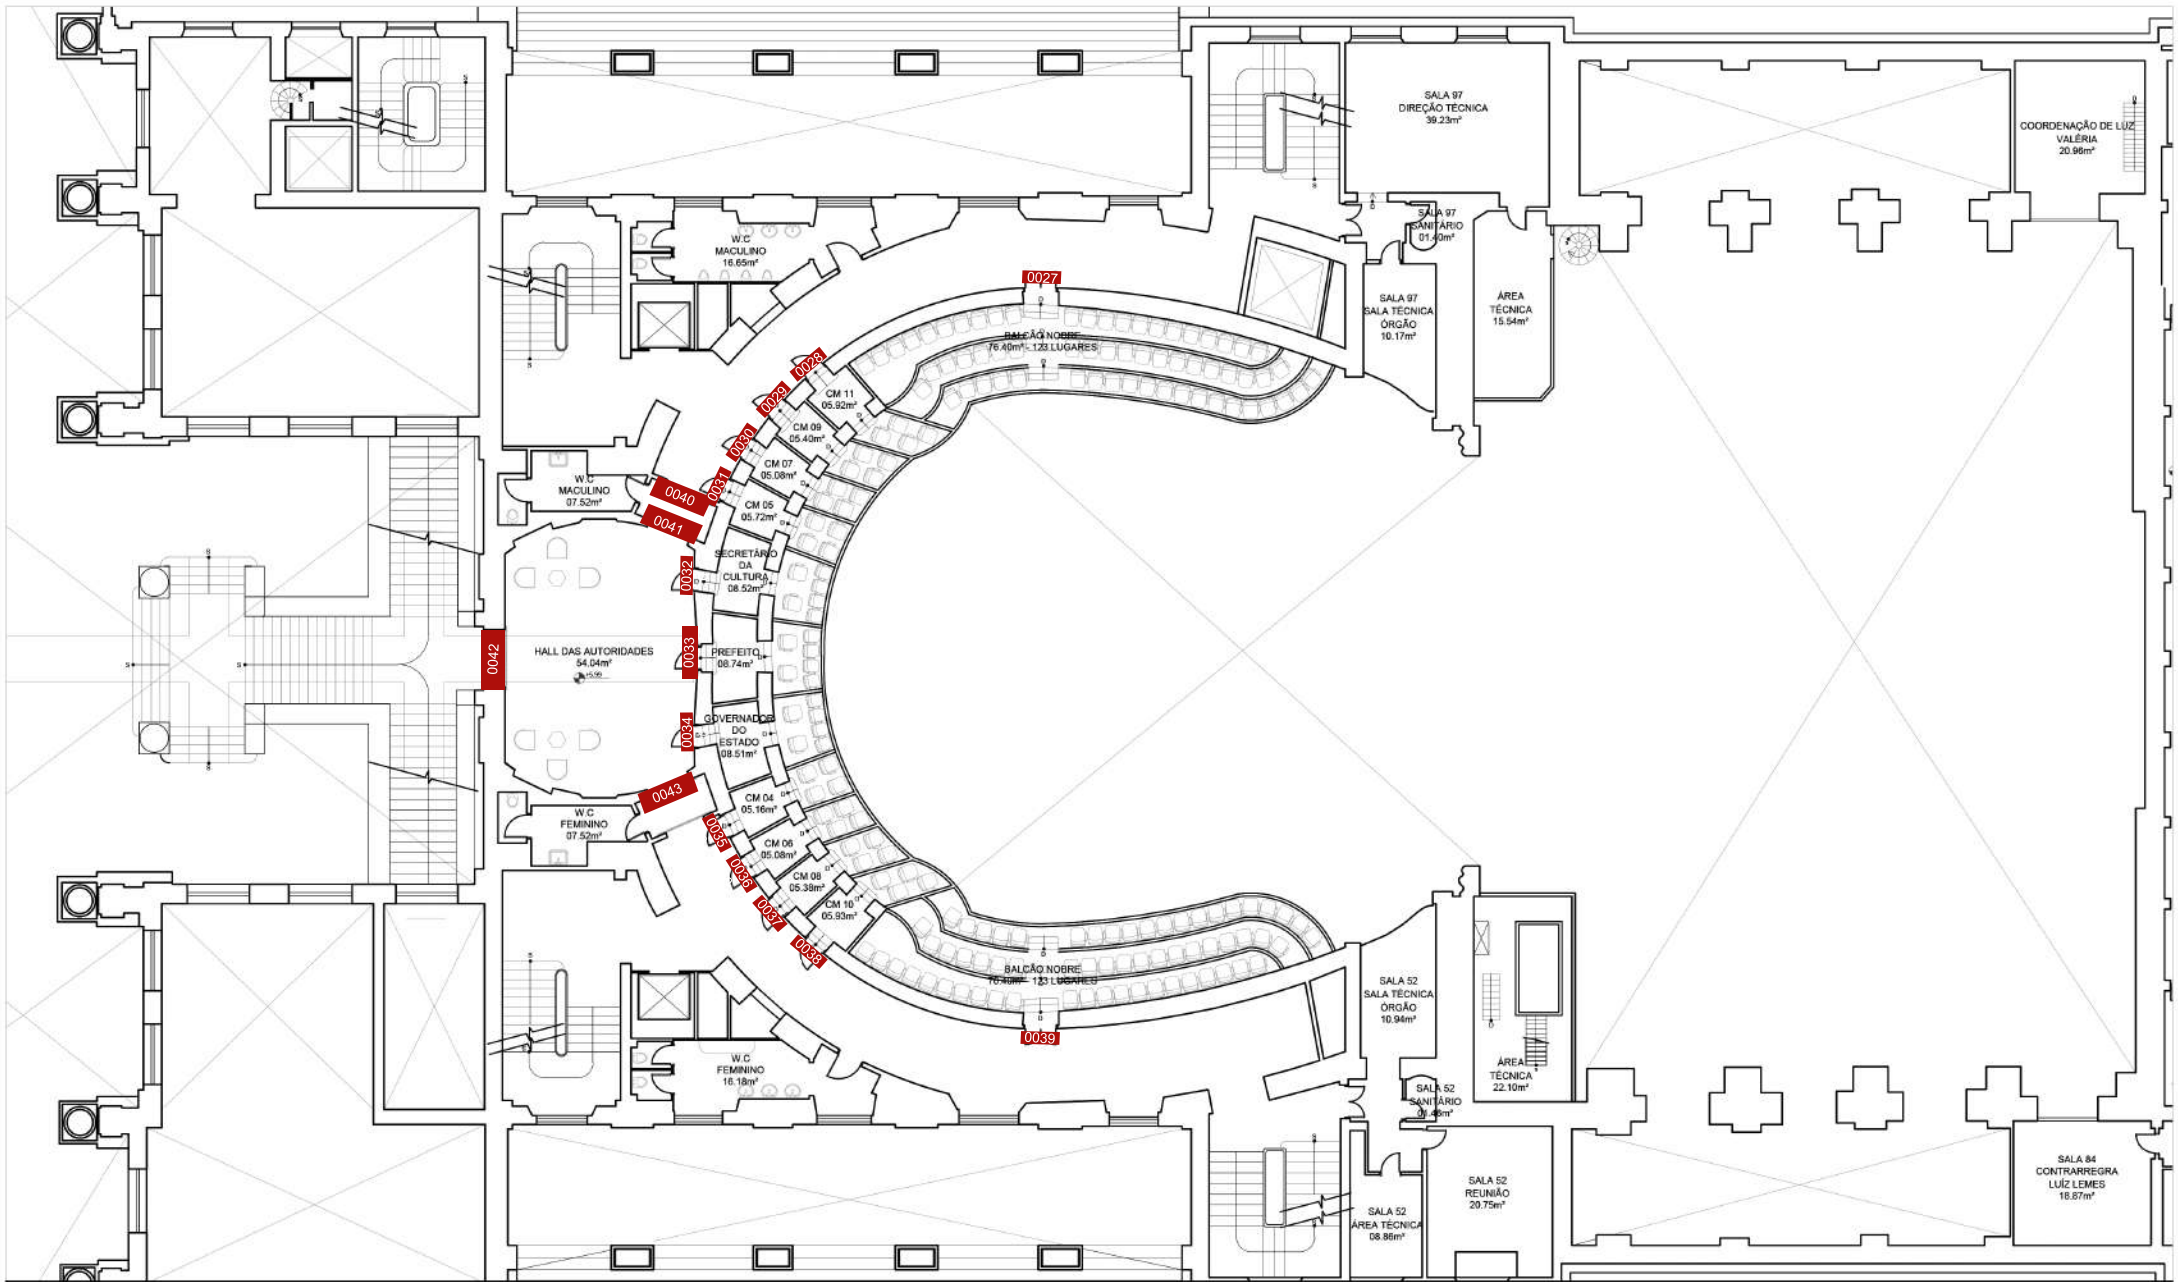 SALA 97
DIREÇÃO TÉCNICA
39.23m²
COORDENAÇÃO DE LUZ
VALÉRIA
20.96m²
SALA 97
SANITÁRIO
01.40m²
W.C
MACULINO
16.65m²
0027
SALA 97
SALA TÉCNICA
ÓRGÃO
10.17m²
ÁREA
TÉCNICA
15.54m²
BALCÃO NOBRE
76.40m² - 123 LUGARES
0028
0029
0030
0031
CM 11
05.92m²
CM 09
05.40m²
CM 07
05.08m²
CM 05
05.72m²
W.C
MACULINO
07.52m²
0040
0041
SECRETÁRIO
DA
CULTURA
08.52m²
0032
0042
HALL DAS AUTORIDADES
54.04m²
+5.99
0033
PREFEITO
08.74m²
0034
GOVERNADOR
DO
ESTADO
08.51m²
0043
CM 04
05.16m²
W.C
FEMININO
07.52m²
0035
CM 06
05.08m²
0036
CM 08
05.38m²
0037
CM 10
05.93m²
0038
BALCÃO NOBRE
76.40m² - 123 LUGARES
0039
SALA 52
SALA TÉCNICA
ÓRGÃO
10.94m²
W.C
FEMININO
16.18m²
ÁREA
TÉCNICA
22.10m²
SALA 52
SANITÁRIO
01.46m²
SALA 52
REUNIÃO
20.75m²
SALA 52
ÁREA TÉCNICA
08.86m²
SALA 84
CONTRARREGRA
LUÍZ LEMES
18.87m²